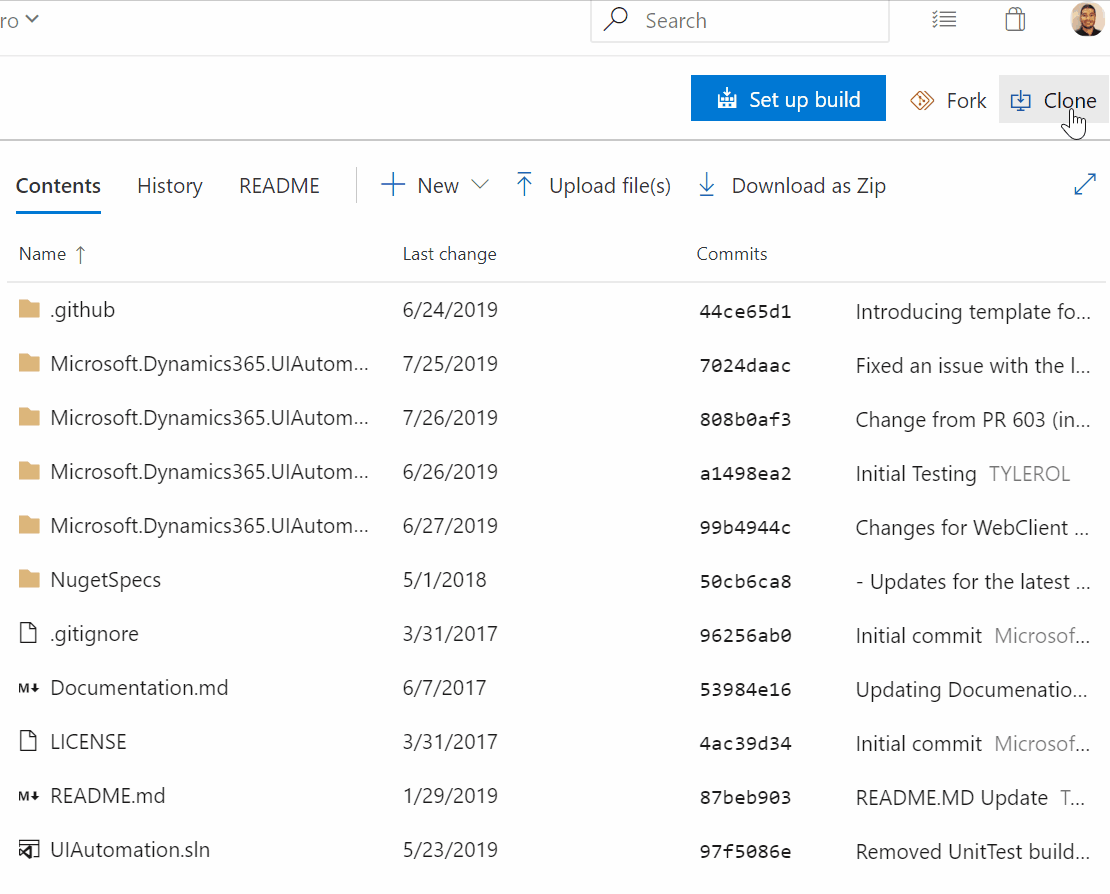 ro
Search
Set up build Fork Clone
Contents History README New Upload file(s) Download as Zip
Name ↑ Last change Commits
.github 6/24/2019 44ce65d1 Introducing template fo...
Microsoft.Dynamics365.UIAutom... 7/25/2019 7024daac Fixed an issue with the l...
Microsoft.Dynamics365.UIAutom... 7/26/2019 808b0af3 Change from PR 603 (in...
Microsoft.Dynamics365.UIAutom... 6/26/2019 a1498ea2 Initial Testing TYLEROL
Microsoft.Dynamics365.UIAutom... 6/27/2019 99b4944c Changes for WebClient ...
NugetSpecs 5/1/2018 50cb6ca8 - Updates for the latest ...
.gitignore 3/31/2017 96256ab0 Initial commit Microsof...
M↓ Documentation.md 6/7/2017 53984e16 Updating Documenatio...
LICENSE 3/31/2017 4ac39d34 Initial commit Microsof...
M↓ README.md 1/29/2019 87beb903 README.MD Update T...
UIAutomation.sln 5/23/2019 97f5086e Removed UnitTest build...